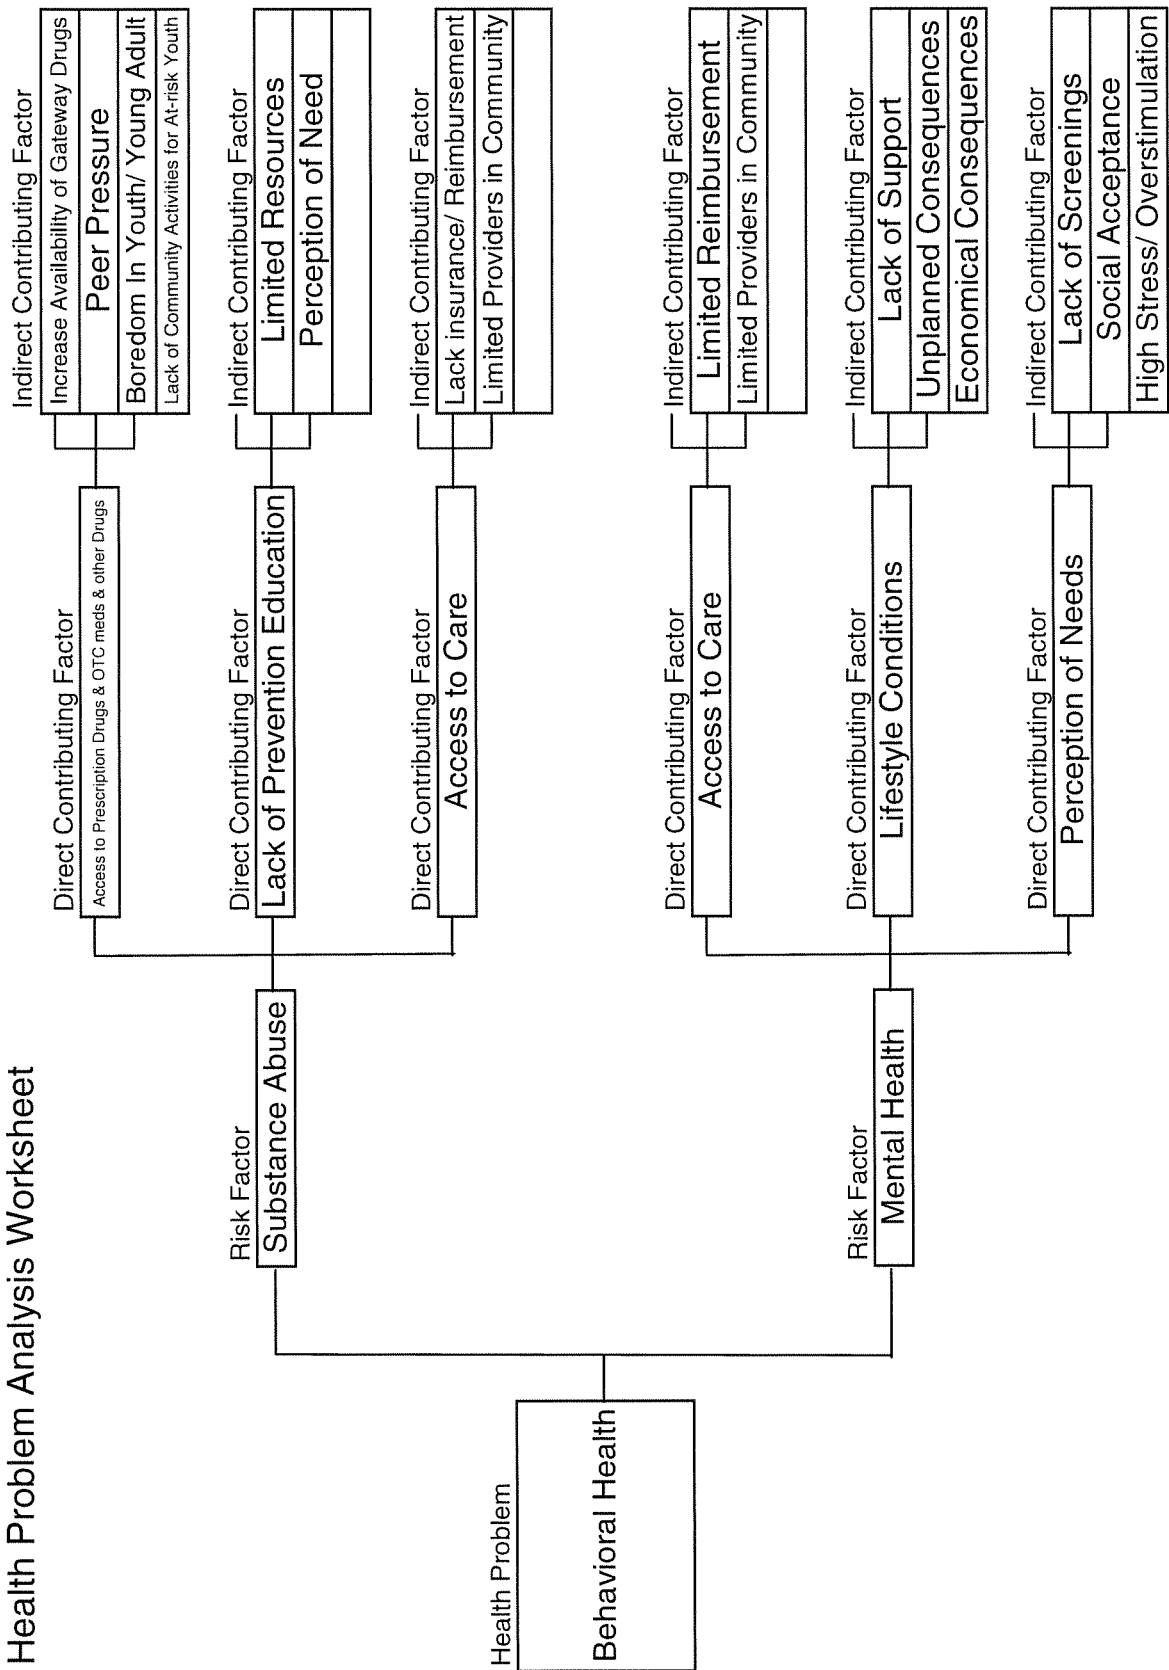 Health Problem Analysis Worksheet
Health Problem
Behavioral Health
Risk Factor
Substance Abuse
Direct Contributing Factor
Access to Prescription Drugs & OTC meds & other Drugs
Indirect Contributing Factor
Increase Availability of Gateway Drugs
Peer Pressure
Boredom In Youth/ Young Adult
Lack of Community Activities for At-risk Youth
Direct Contributing Factor
Lack of Prevention Education
Indirect Contributing Factor
Limited Resources
Perception of Need
Direct Contributing Factor
Access to Care
Indirect Contributing Factor
Lack insurance/ Reimbursement
Limited Providers in Community
Risk Factor
Mental Health
Direct Contributing Factor
Access to Care
Indirect Contributing Factor
Limited Reimbursement
Limited Providers in Community
Direct Contributing Factor
Lifestyle Conditions
Indirect Contributing Factor
Lack of Support
Unplanned Consequences
Economical Consequences
Direct Contributing Factor
Perception of Needs
Indirect Contributing Factor
Lack of Screenings
Social Acceptance
High Stress/ Overstimulation